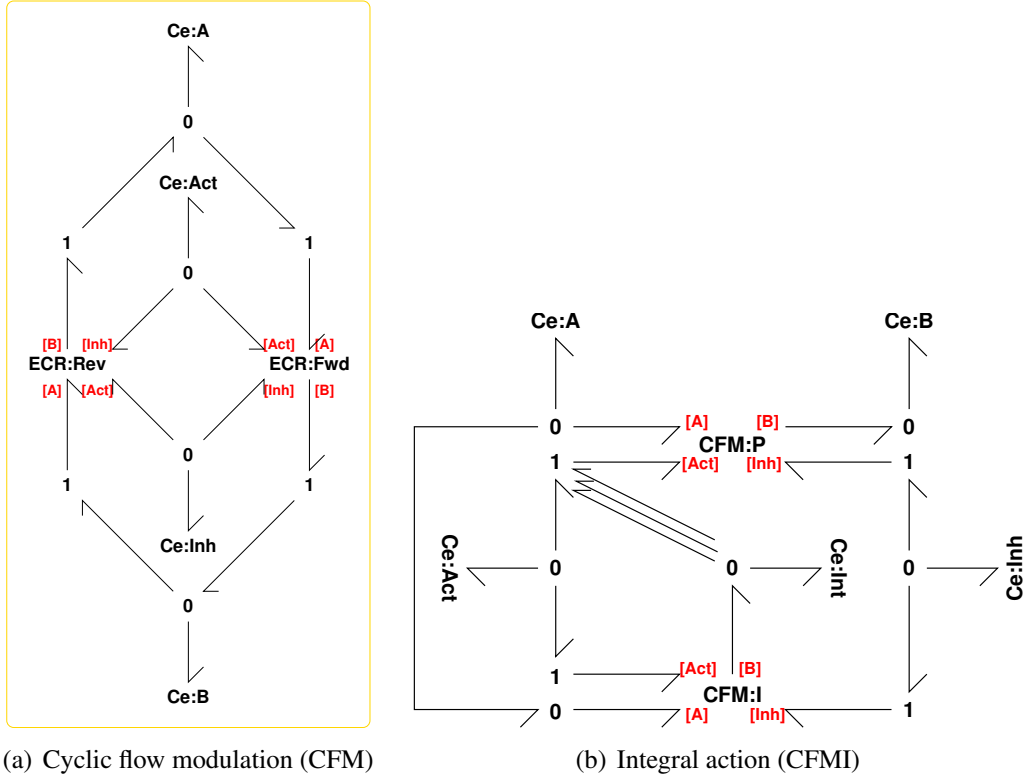 Ce:A
0
Ce:Act
1 1
0
[B] [Inh] [Act] [A]
ECR:Rev ECR:Fwd
[A] [Act] [Inh] [B]
0
1 1
Ce:Inh
0
Ce:B
(a) Cyclic flow modulation (CFM)
Ce:A Ce:B
0 [A] [B] 0
CFM:P
1 [Act] [Inh] 1
Ce:Act 0 0 Ce:Int 0 Ce:Inh
1 [Act] [B]
CFM:I
0 [A] [Inh] 1
(b) Integral action (CFMI)